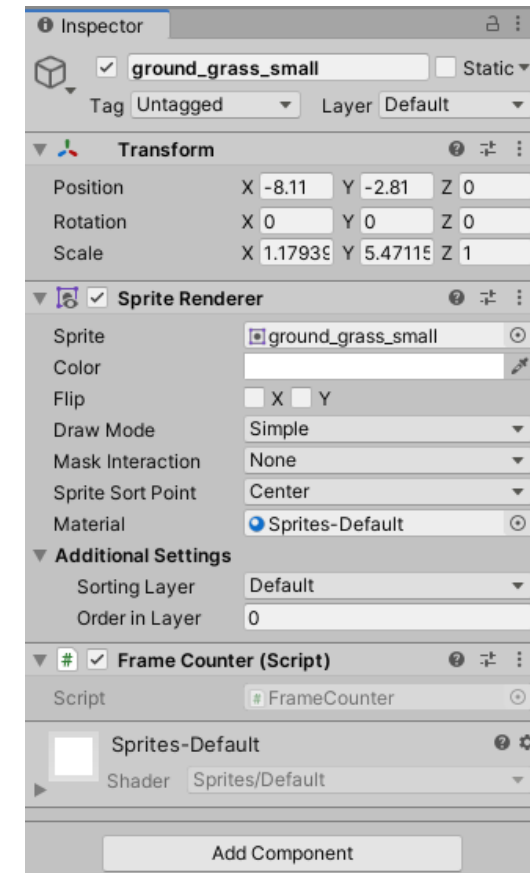 Inspector
ground_grass_small Static
Tag Untagged Layer Default
Transform
Position X -8.11 Y -2.81 Z 0
Rotation X 0 Y 0 Z 0
Scale X 1.17939 Y 5.47115 Z 1
Sprite Renderer
Sprite ground_grass_small
Color
Flip X Y
Draw Mode Simple
Mask Interaction None
Sprite Sort Point Center
Material Sprites-Default
Additional Settings
Sorting Layer Default
Order in Layer 0
# Frame Counter (Script)
Script # FrameCounter
Sprites-Default
Shader Sprites/Default
Add Component